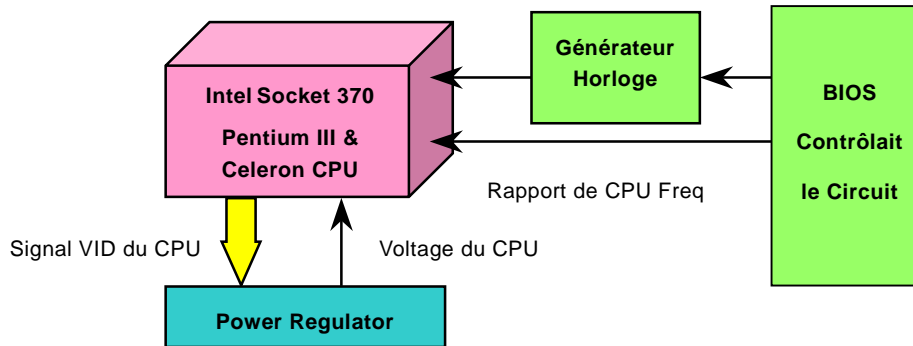 Intel Socket 370
Pentium III &
Celeron CPU
Générateur
Horloge
BIOS
Contrôlait
le Circuit
Rapport de CPU Freq
Signal VID du CPU
Voltage du CPU
Power Regulator